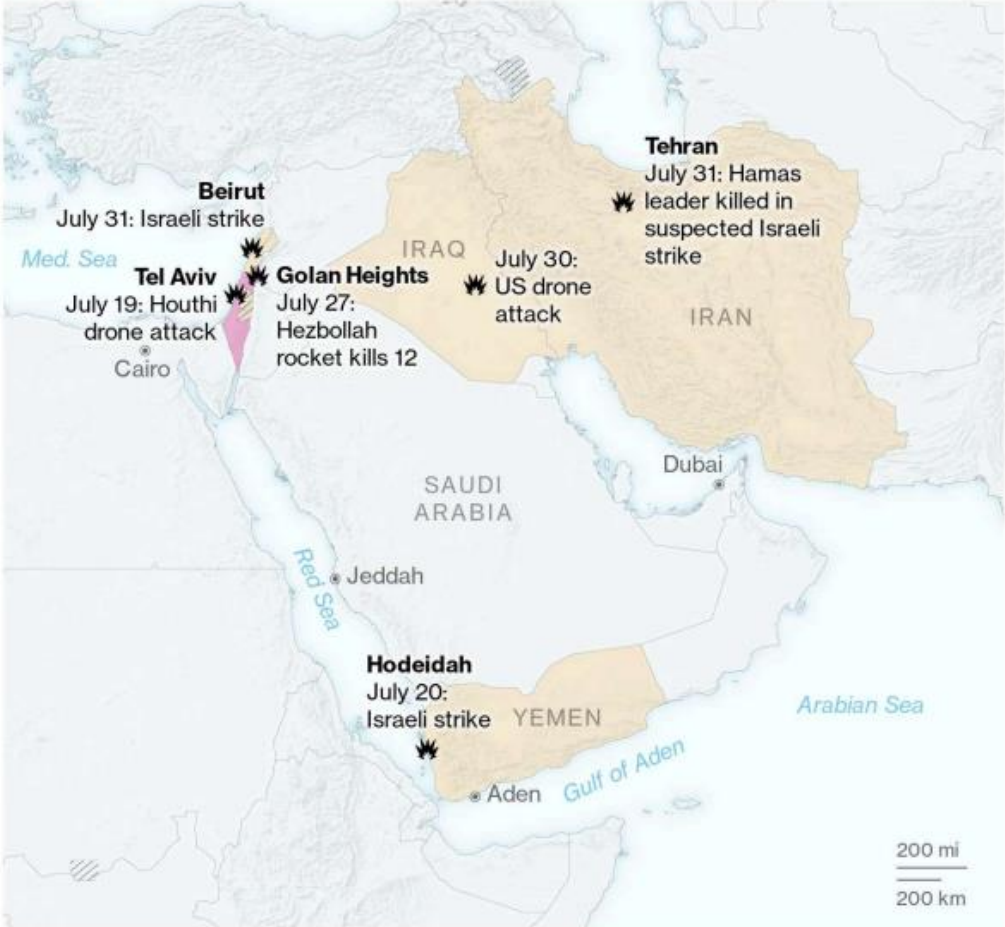 Tehran
July 31: Hamas
leader killed in
suspected Israeli
strike
Beirut
July 31: Israeli strike
Med. Sea
IRAQ
July 30:
US drone
attack
Tel Aviv
July 19: Houthi
drone attack
Golan Heights
July 27:
Hezbollah
rocket kills 12
IRAN
Cairo
Dubai
SAUDI
ARABIA
Red Sea
Jeddah
Hodeidah
July 20:
Israeli strike
YEMEN
Arabian Sea
Gulf of Aden
Aden
200 mi
200 km